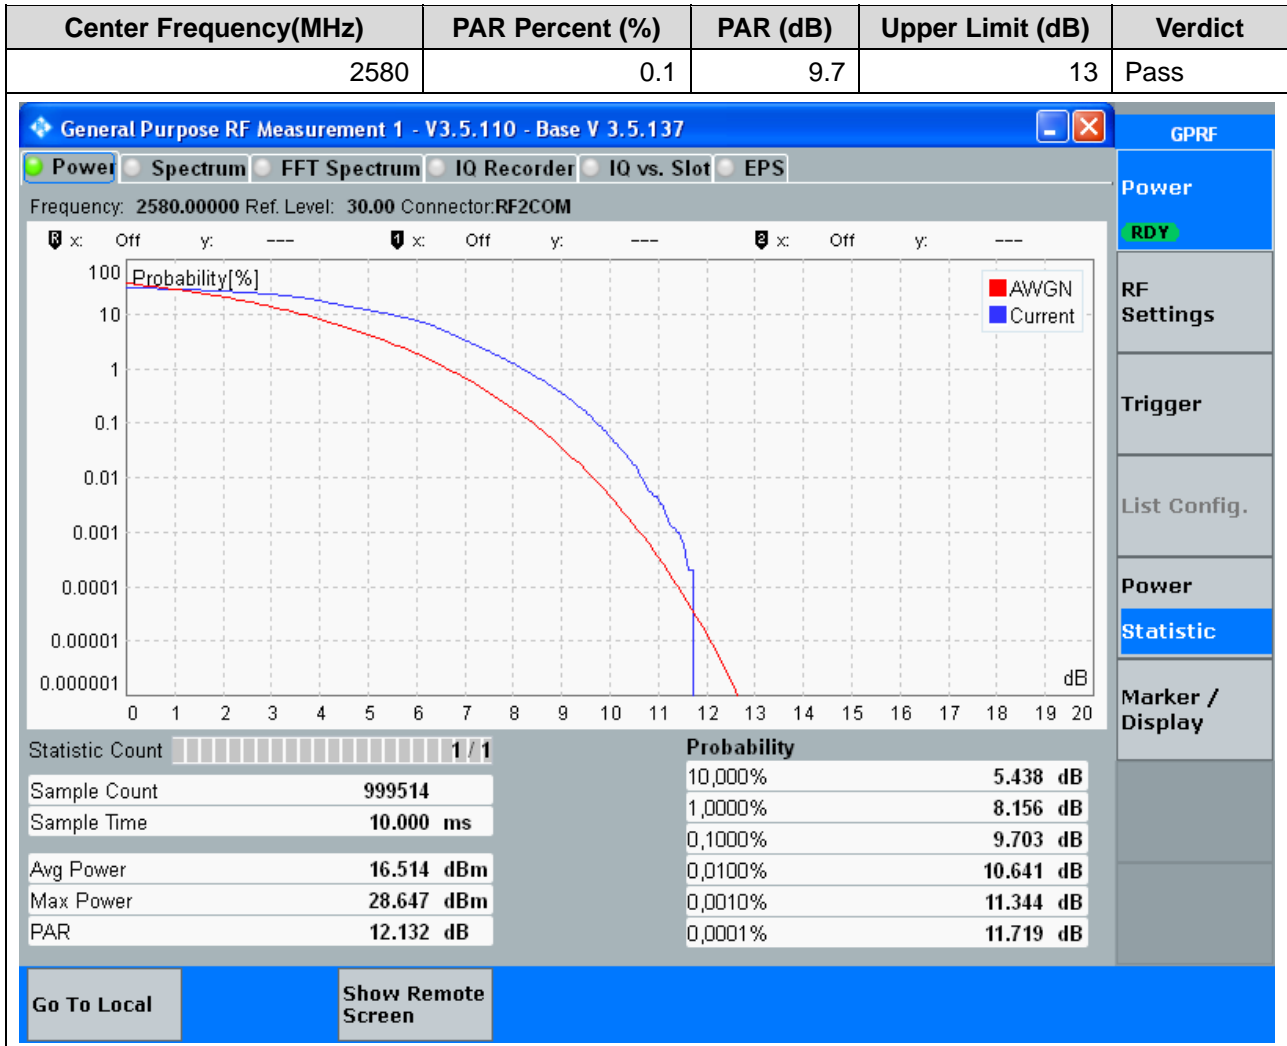 Center Frequency(MHz) PAR Percent (%) PAR (dB) Upper Limit (dB) Verdict
2580 0.1 9.7 13 Pass
General Purpose RF Measurement 1 - V3.5.110 - Base V 3.5.137
GPRF
Power Spectrum FFT Spectrum IQ Recorder IQ vs. Slot EPS
Power
RDY
Frequency: 2580.00000 Ref. Level: 30.00 Connector:RF2COM
R x: Off y: --- 1 x: Off y: --- 2 x: Off y: ---
Probability[%]
AWGN
Current
100
10
1
0.1
0.01
0.001
0.0001
0.00001
0.000001
dB
0 1 2 3 4 5 6 7 8 9 10 11 12 13 14 15 16 17 18 19 20
RF
Settings
Trigger
List Config.
Power
Statistic
Marker /
Display
Statistic Count 1 / 1
Sample Count 999514
Sample Time 10.000 ms
Avg Power 16.514 dBm
Max Power 28.647 dBm
PAR 12.132 dB
Probability
10,000% 5.438 dB
1,0000% 8.156 dB
0,1000% 9.703 dB
0,0100% 10.641 dB
0,0010% 11.344 dB
0,0001% 11.719 dB
Go To Local
Show Remote
Screen